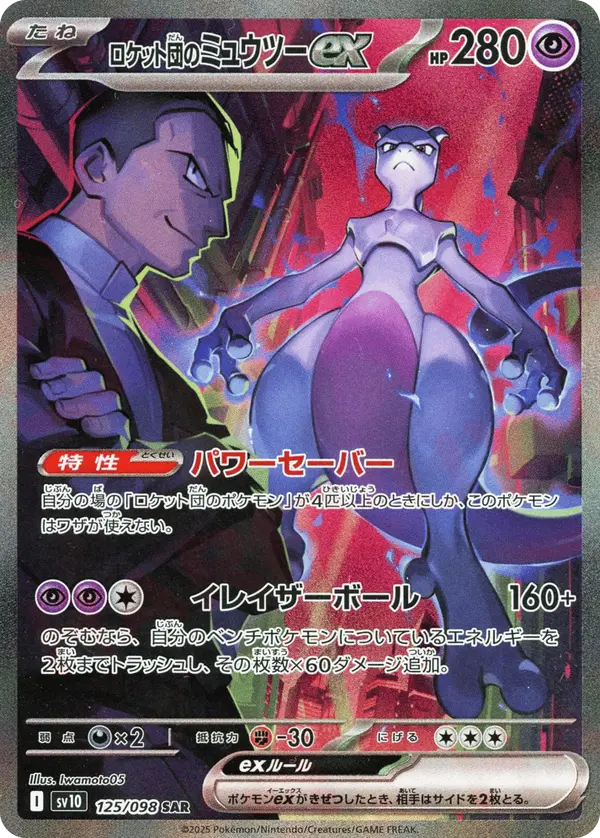 たね ロケット団のミュウツーex HP280
特性 パワーセーバー
自分の場の「ロケット団のポケモン」が4匹以上のときにしか、このポケモン
はワザが使えない。
イレイザーボール 160+
のぞむなら、自分のベンチポケモンについているエネルギーを
2枚までトラッシュし、その枚数×60ダメージ追加。
弱点 ×2 抵抗力 -30 にげる
Illus. Iwamoto05
exルール
I sv10 125/098 SAR
ポケモンexがきぜつしたとき、相手はサイドを2枚とる。
©2025 Pokémon/Nintendo/Creatures/GAME FREAK.